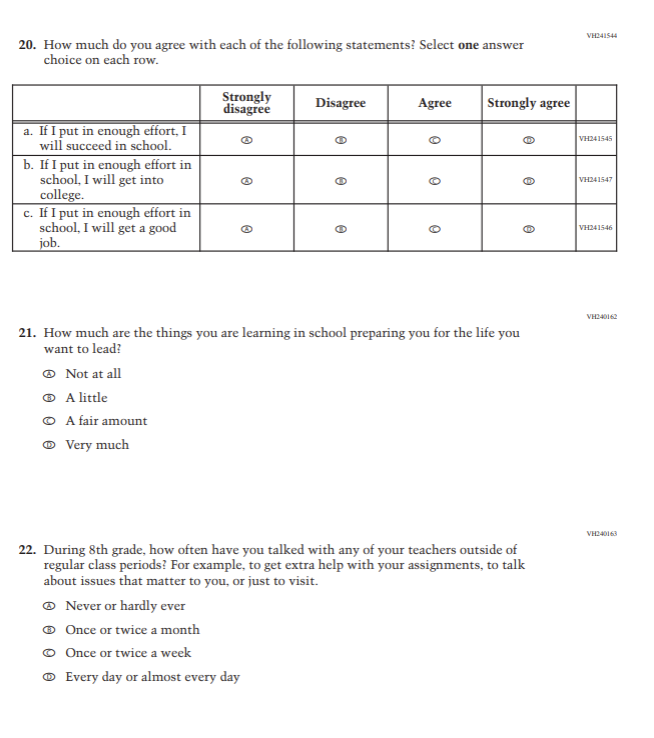 VH241544
20. How much do you agree with each of the following statements? Select one answer
choice on each row.
Strongly disagree Disagree Agree Strongly agree
a. If I put in enough effort, I
will succeed in school.
Ⓐ Ⓑ Ⓒ Ⓓ VH241545
b. If I put in enough effort in
school, I will get into
college.
Ⓐ Ⓑ Ⓒ Ⓓ VH241547
c. If I put in enough effort in
school, I will get a good
job.
Ⓐ Ⓑ Ⓒ Ⓓ VH241546
VH240162
21. How much are the things you are learning in school preparing you for the life you
want to lead?
Ⓐ Not at all
Ⓑ A little
Ⓒ A fair amount
Ⓓ Very much
VH240163
22. During 8th grade, how often have you talked with any of your teachers outside of
regular class periods? For example, to get extra help with your assignments, to talk
about issues that matter to you, or just to visit.
Ⓐ Never or hardly ever
Ⓑ Once or twice a month
Ⓒ Once or twice a week
Ⓓ Every day or almost every day